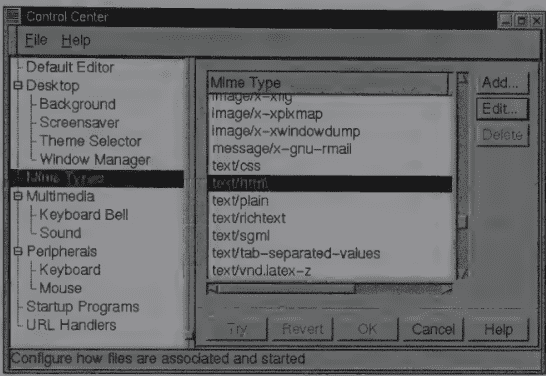 Control Center
File Help
Default Editor
Desktop
Background
Screensaver
Theme Selector
Window Manager
Mime Types
Multimedia
Keyboard Bell
Sound
Peripherals
Keyboard
Mouse
Startup Programs
URL Handlers
Mime Type
image/x-xfig
image/x-xpixmap
image/x-xwindowdump
message/x-gnu-rmail
text/css
text/html
text/plain
text/richtext
text/sgml
text/tab-separated-values
text/vnd.latex-z
Add...
Edit...
Delete
Try Revert OK Cancel Help
Configure how files are associated and started